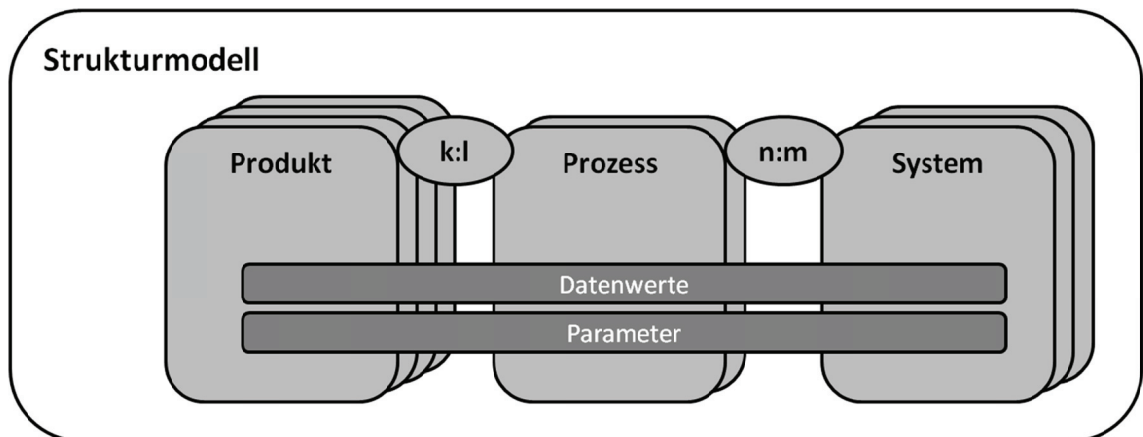 Strukturmodell
Produkt
k:l
Prozess
n:m
System
Datenwerte
Parameter